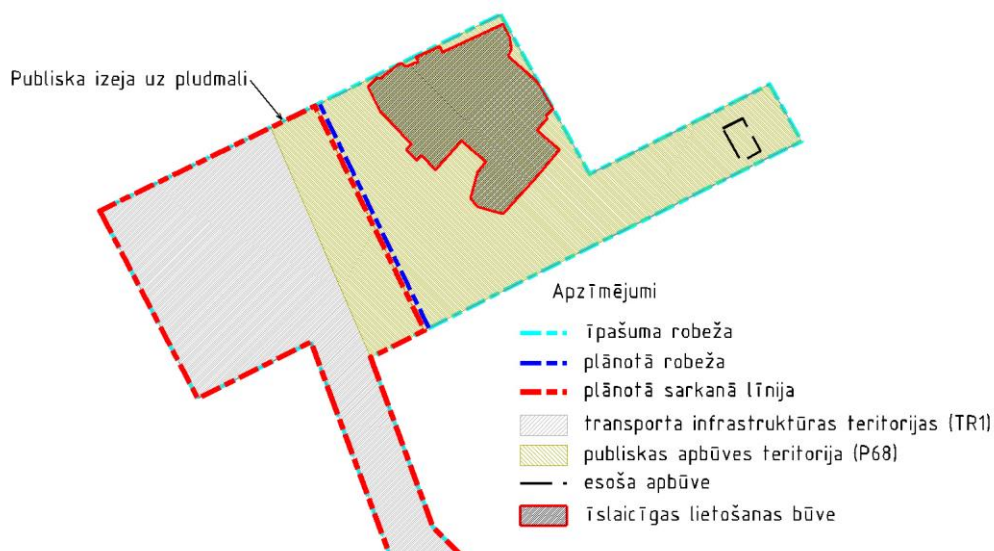 Publiska izeja uz pludmali
Apzīmējumi
īpašuma robeža
plānotā robeža
plānotā sarkanā līnija
transporta infrastruktūras teritorijas (TR1)
publiskas apbūves teritorija (P68)
esoša apbūve
īslaicīgas lietošanas būve